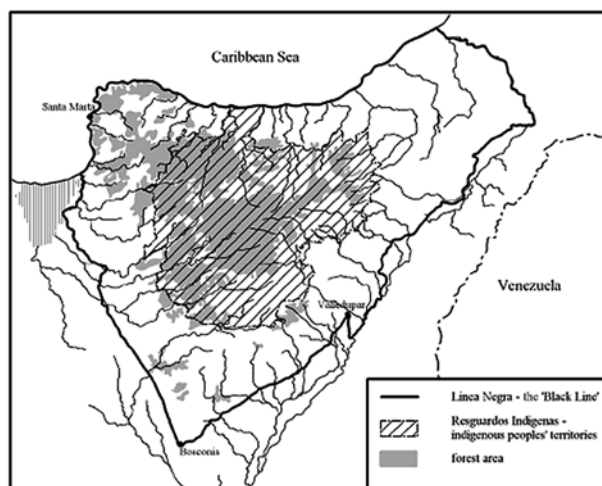 Caribbean Sea
Santa Marta
Venezuela
Valledupar
Bosconia
Linea Negra - the 'Black Line'
Resguardos Indigenas -
indigenous peoples' territories
forest area